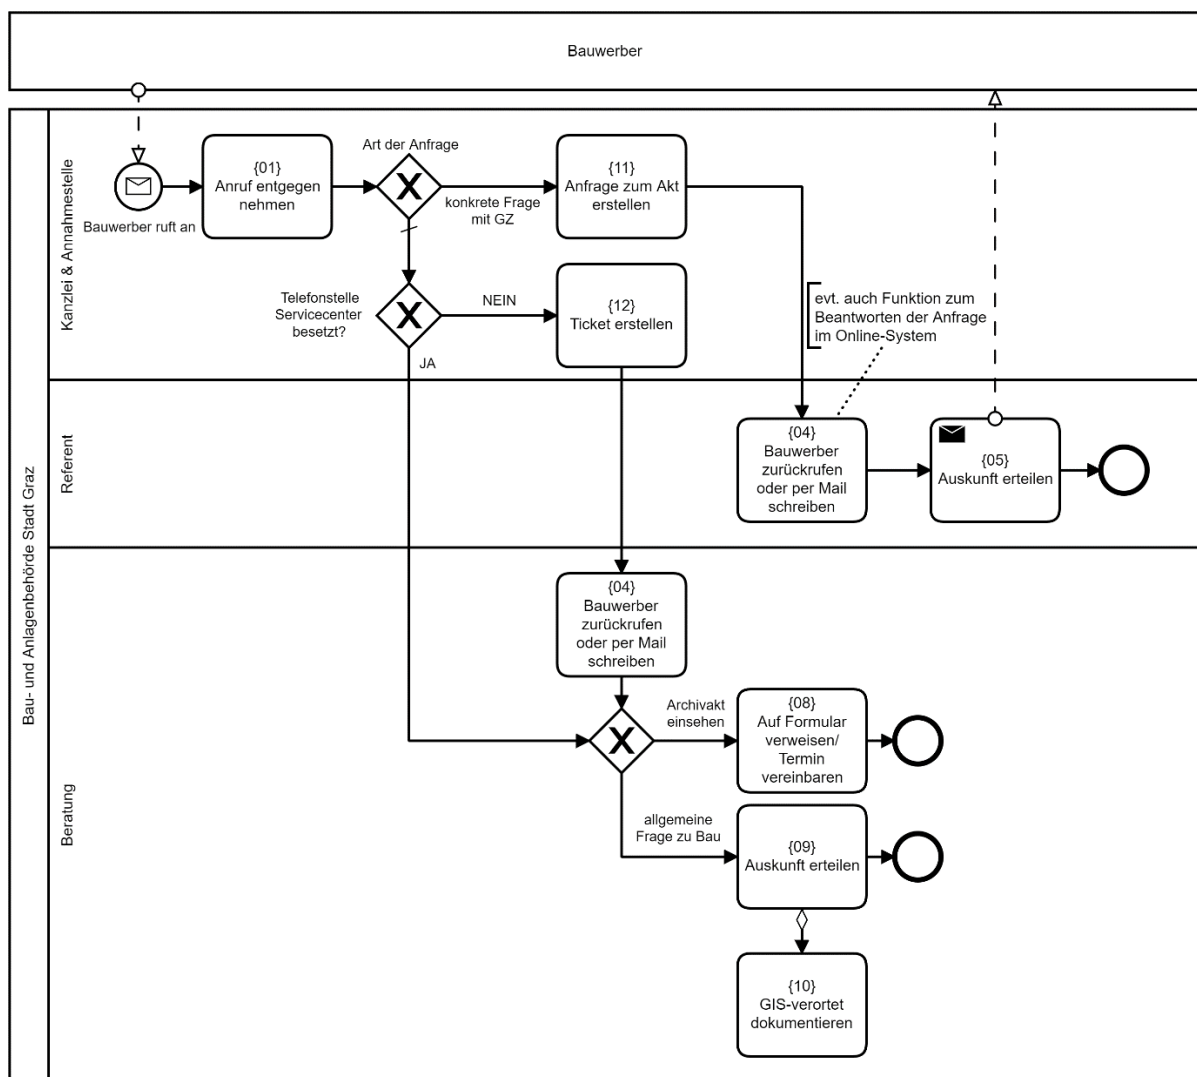 Bauwerber
Bau- und Anlagenbehörde Stadt Graz
Kanzlei & Annahmestelle
Bauwerber ruft an
{01}
Anruf entgegen
nehmen
Art der Anfrage
konkrete Frage
mit GZ
{11}
Anfrage zum Akt
erstellen
Telefonstelle
Servicecenter
besetzt?
NEIN
JA
{12}
Ticket erstellen
evt. auch Funktion zum
Beantworten der Anfrage
im Online-System
Referent
{04}
Bauwerber
zurückrufen
oder per Mail
schreiben
{05}
Auskunft erteilen
Beratung
{04}
Bauwerber
zurückrufen
oder per Mail
schreiben
Archivakt
einsehen
{08}
Auf Formular
verweisen/
Termin
vereinbaren
allgemeine
Frage zu Bau
{09}
Auskunft erteilen
{10}
GIS-verortet
dokumentieren